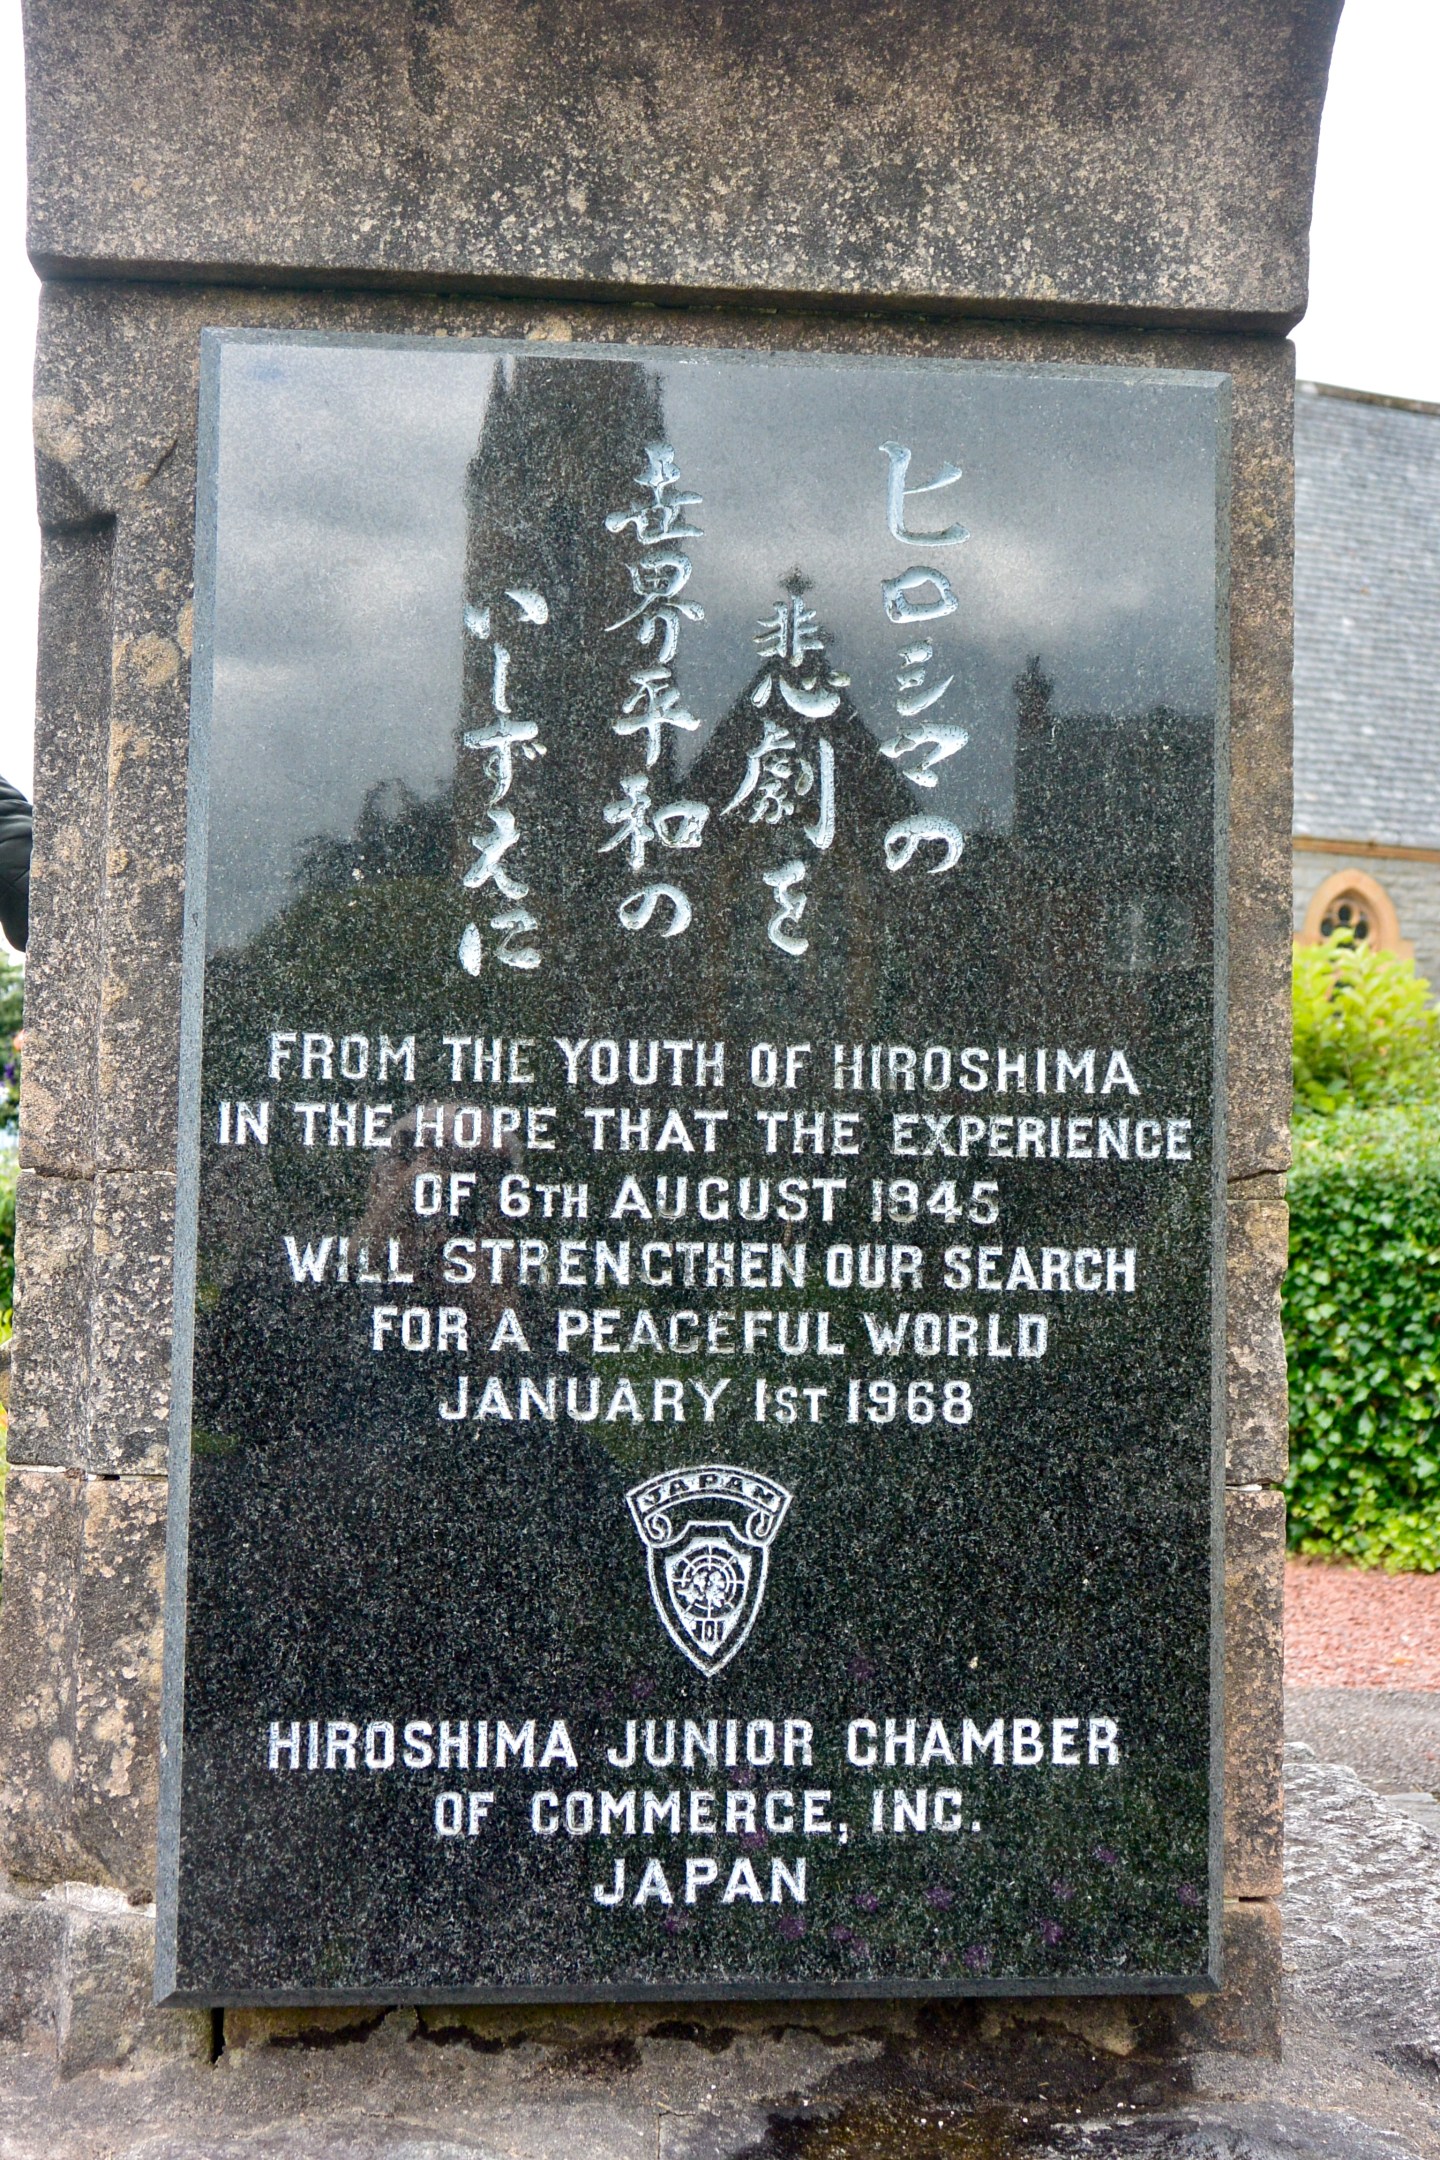 ヒロシマの
悲劇を
世界平和の
いしずえに
FROM THE YOUTH OF HIROSHIMA
IN THE HOPE THAT THE EXPERIENCE
OF 6TH AUGUST 1945
WILL STRENGTHEN OUR SEARCH
FOR A PEACEFUL WORLD
JANUARY 1ST 1968
JAPAN
JCI
HIROSHIMA JUNIOR CHAMBER
OF COMMERCE, INC.
JAPAN